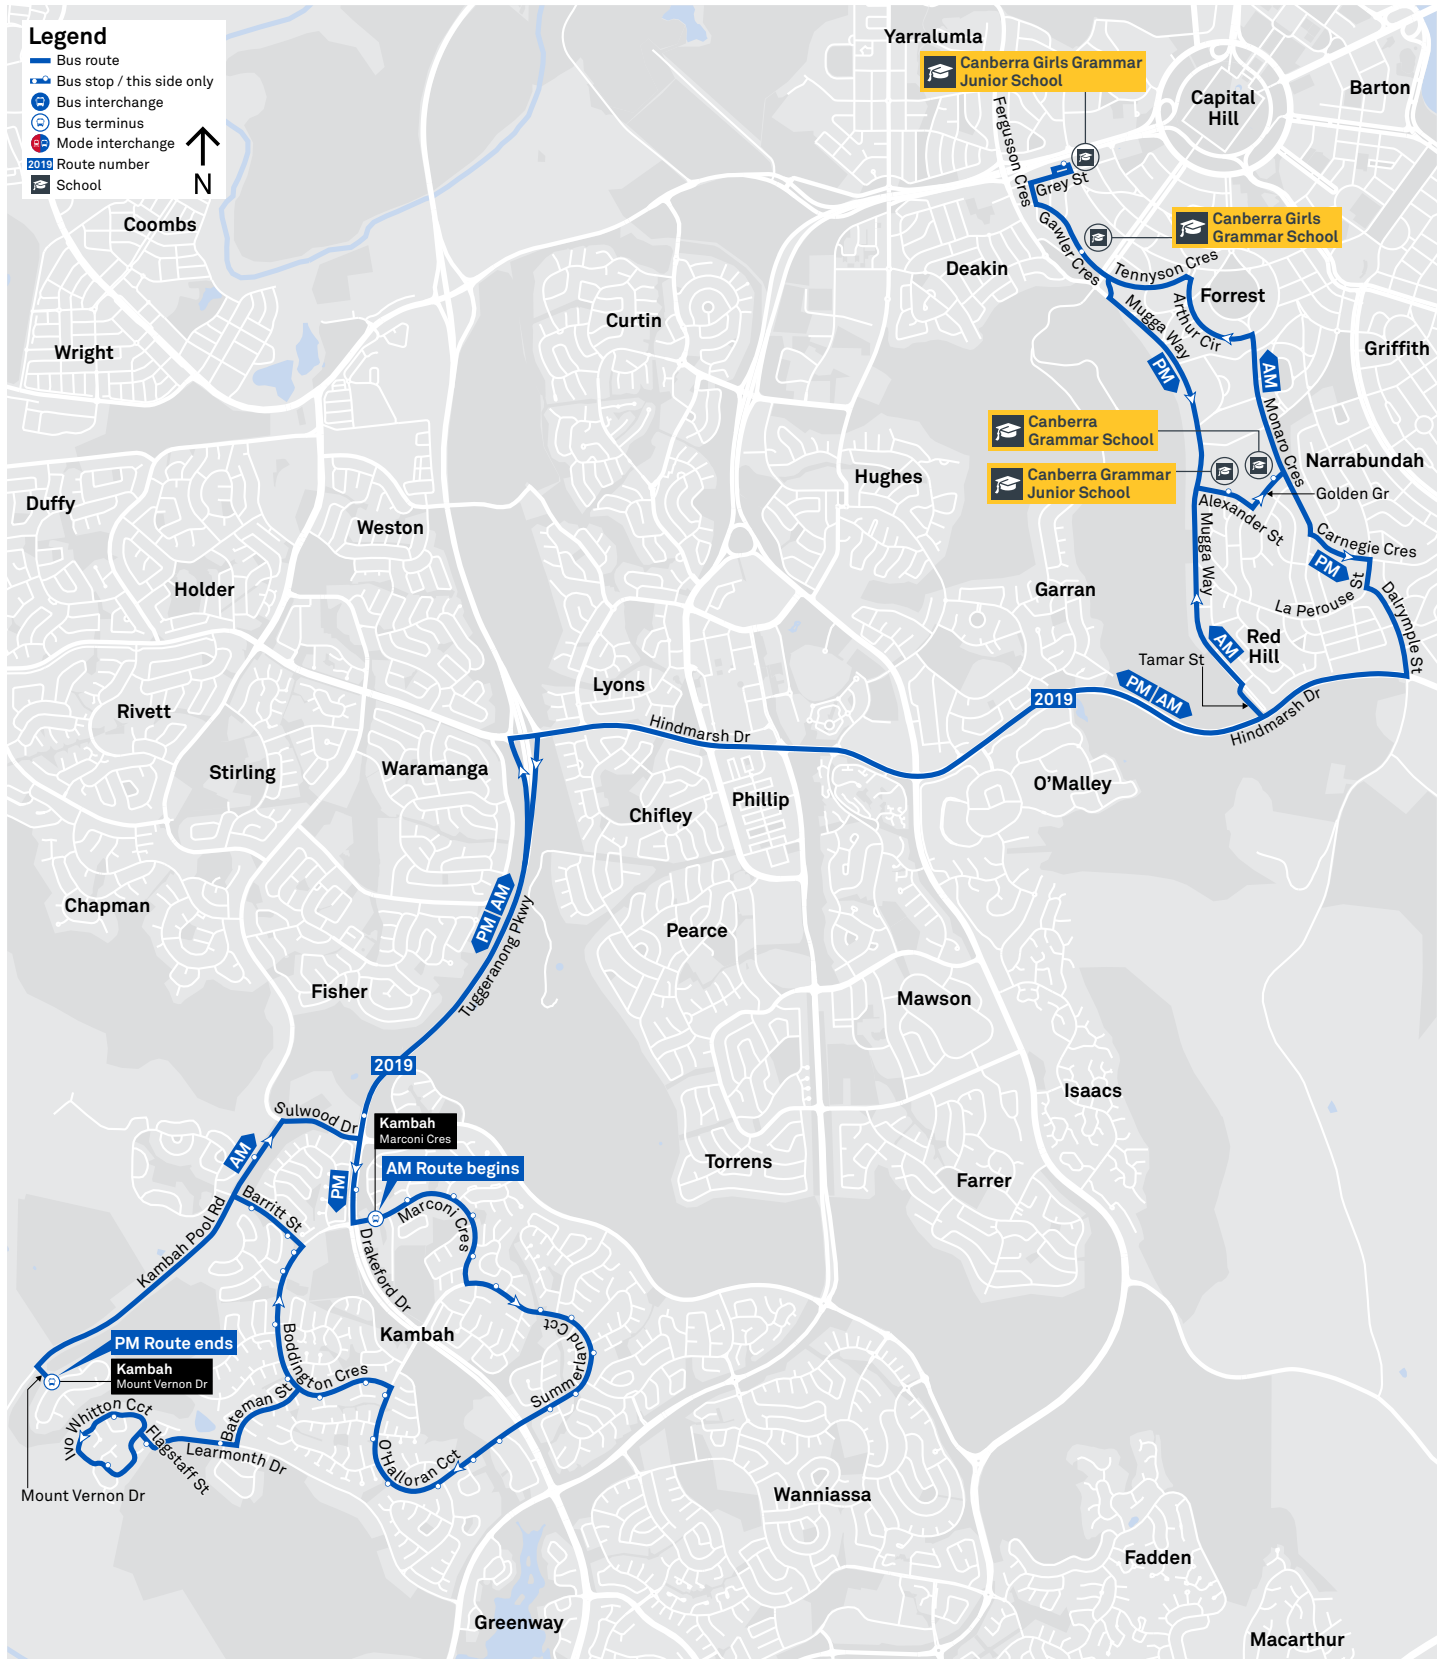 Legend
Bus route
Bus stop / this side only
Bus interchange
Bus terminus
Mode interchange
2019 Route number
School
N
Yarralumla
Canberra Girls Grammar
Junior School
Capital
Hill
Barton
Fergusson Cres
Grey St
Canberra Girls
Grammar School
Coombs
Gawler Cres
Deakin
Tennyson Cres
Forrest
Curtin
Mugga Way
Arthur Cir
Wright
Griffith
PM
AM
Monaro Cres
Canberra
Grammar School
Narrabundah
Canberra Grammar
Junior School
Hughes
Golden Gr
Duffy
Alexander St
Weston
Mugga Way
Carnegie Cres
PM
Holder
Garran
La Perouse St
Dalrymple St
AM
Red
Hill
Tamar St
Lyons
PM AM
2019
Rivett
Hindmarsh Dr
Hindmarsh Dr
Stirling
Waramanga
O'Malley
Phillip
Chifley
Chapman
PM AM
Pearce
Tuggeranong Pkwy
Fisher
Mawson
2019
Isaacs
Sulwood Dr
Kambah
Marconi Cres
AM
AM Route begins
Torrens
Farrer
PM
Barritt St
Marconi Cres
Kambah Pool Rd
Drakeford Dr
Kambah
Summerland Cct
PM Route ends
Kambah
Mount Vernon Dr
Boddington Cres
Bateman St
Ivo Whitton Cct
Flagstaff St
Learmonth Dr
O'Halloran Cct
Mount Vernon Dr
Wanniassa
Fadden
Greenway
Macarthur